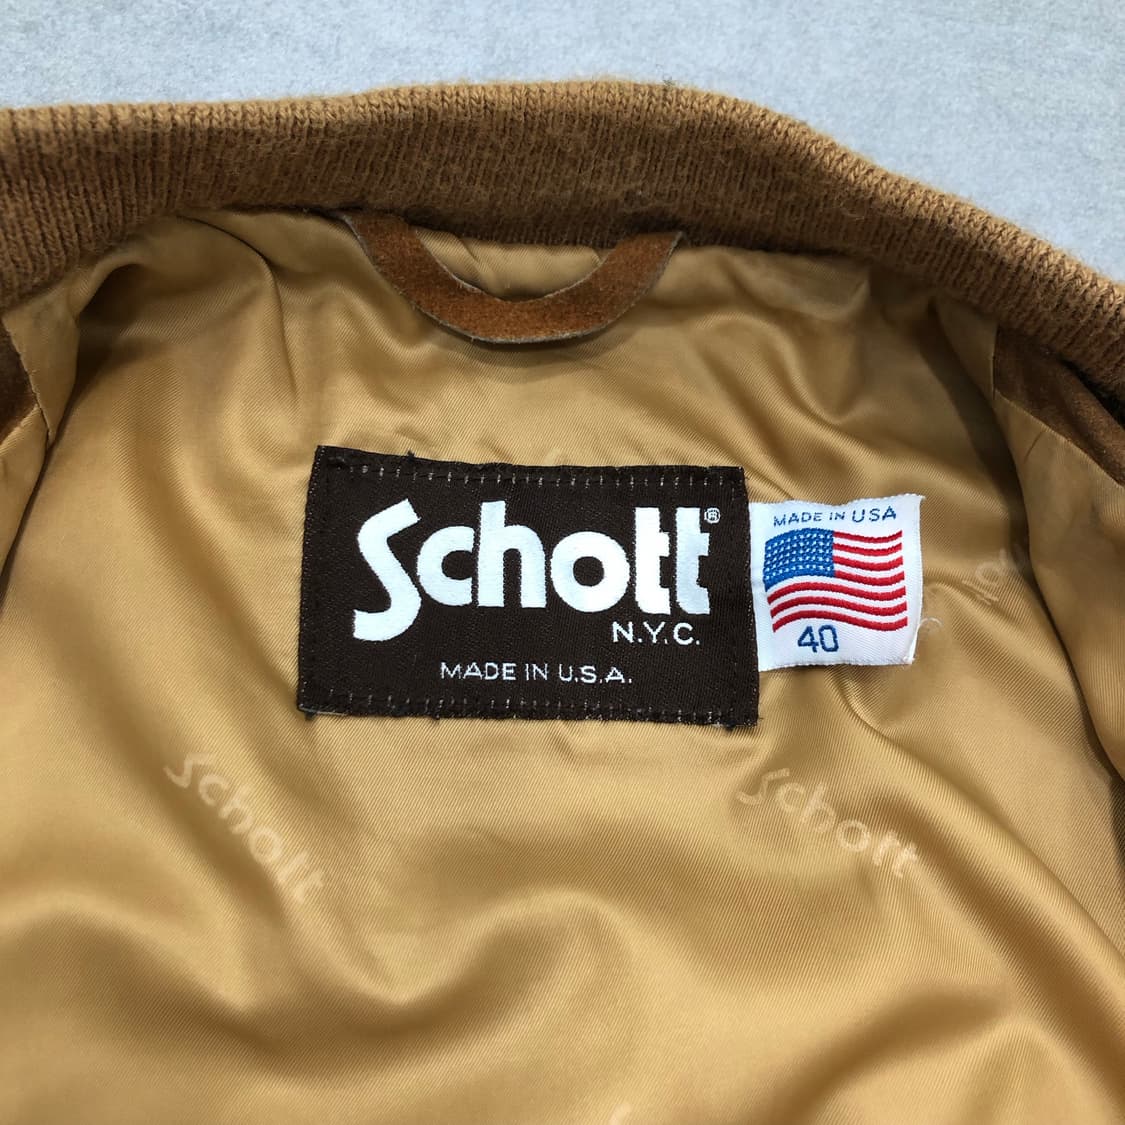 Schott®
N.Y.C.
MADE IN U.S.A.
MADE IN USA
40
Schott
Schott